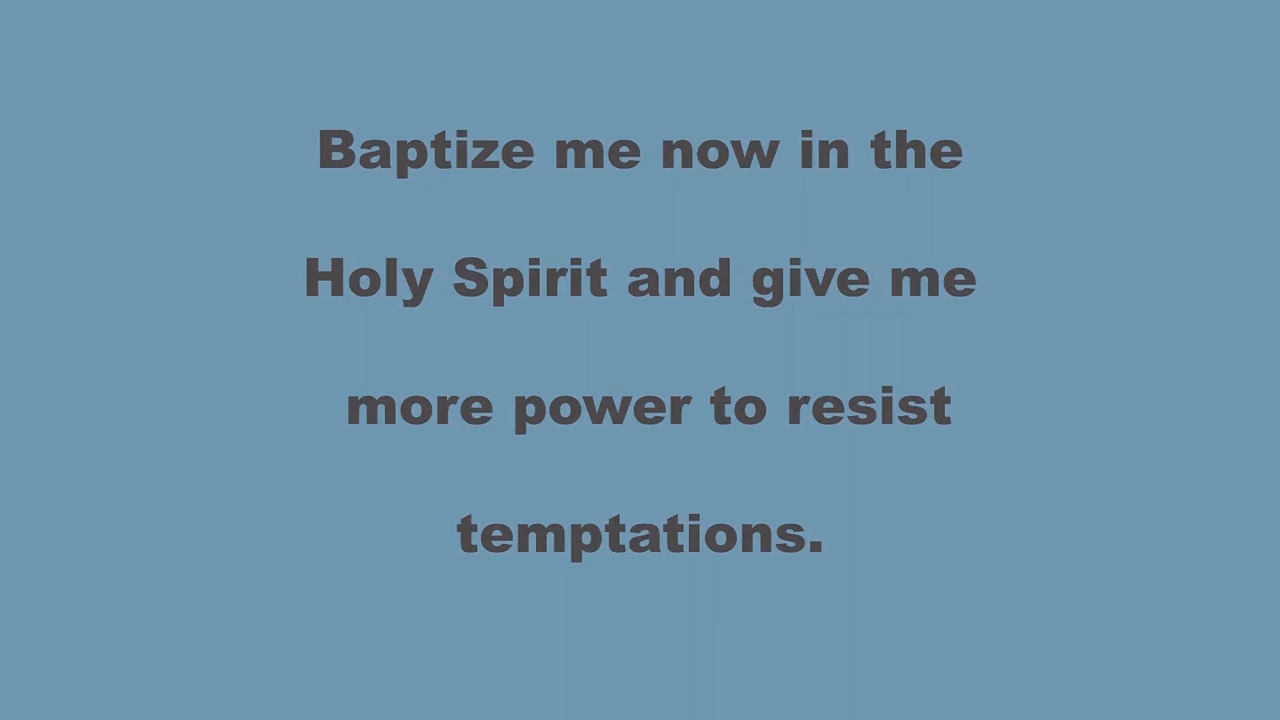 Baptize me now in the
Holy Spirit and give me
more power to resist
temptations.